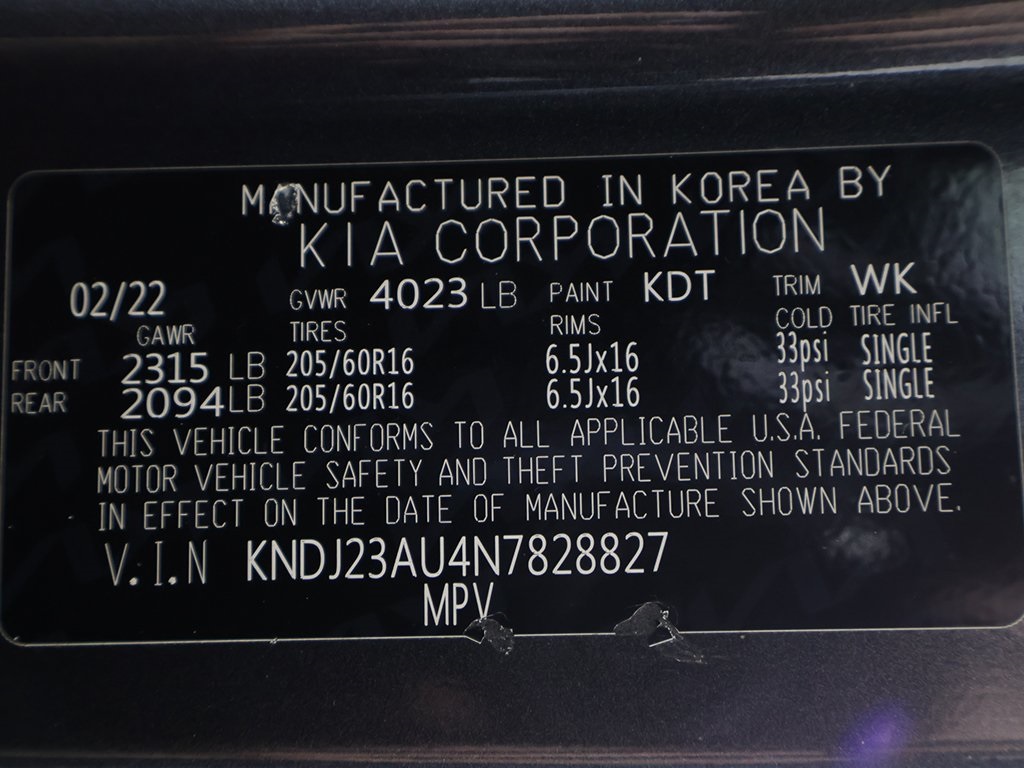 MANUFACTURED IN KOREA BY
KIA CORPORATION
02/22 GVWR 4023 LB PAINT KDT TRIM WK
GAWR TIRES RIMS COLD TIRE INFL
FRONT 2315 LB 205/60R16 6.5Jx16 33psi SINGLE
REAR 2094 LB 205/60R16 6.5Jx16 33psi SINGLE
THIS VEHICLE CONFORMS TO ALL APPLICABLE U.S.A. FEDERAL
MOTOR VEHICLE SAFETY AND THEFT PREVENTION STANDARDS
IN EFFECT ON THE DATE OF MANUFACTURE SHOWN ABOVE.
V.I.N KNDJ23AU4N7828827
MPV